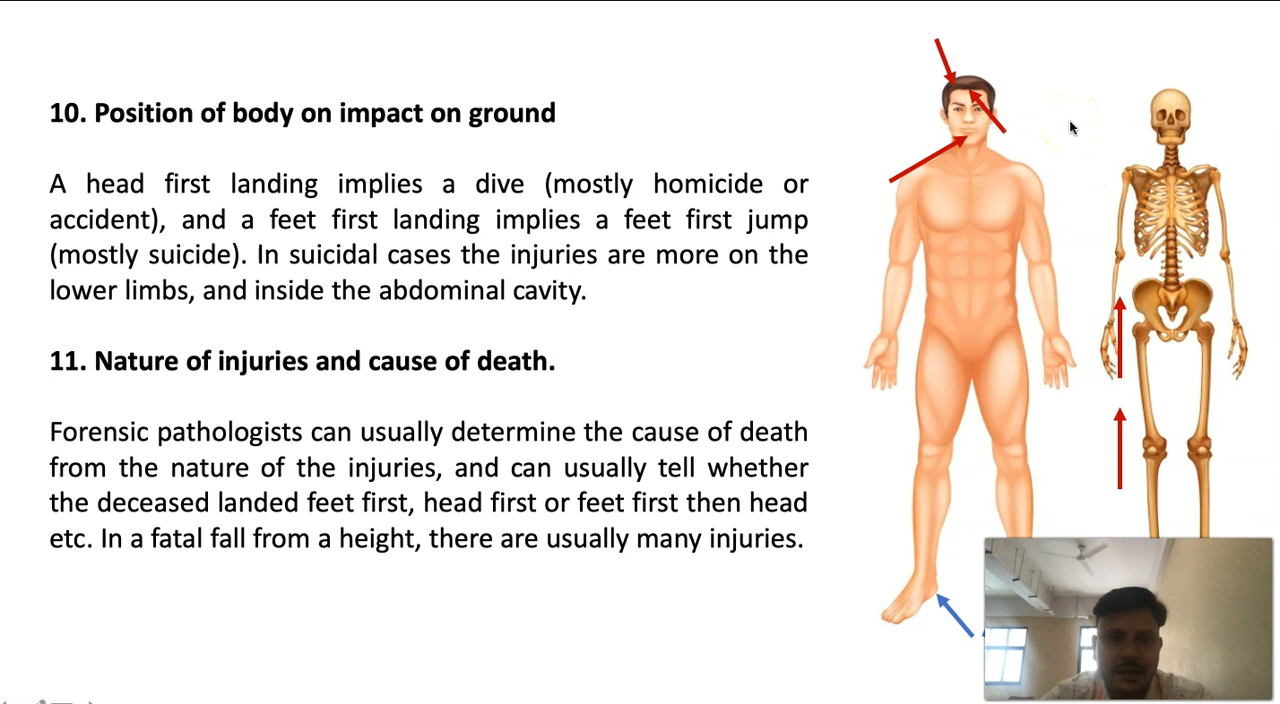 10. Position of body on impact on ground
A head first landing implies a dive (mostly homicide or
accident), and a feet first landing implies a feet first jump
(mostly suicide). In suicidal cases the injuries are more on the
lower limbs, and inside the abdominal cavity.
11. Nature of injuries and cause of death.
Forensic pathologists can usually determine the cause of death
from the nature of the injuries, and can usually tell whether
the deceased landed feet first, head first or feet first then head
etc. In a fatal fall from a height, there are usually many injuries.